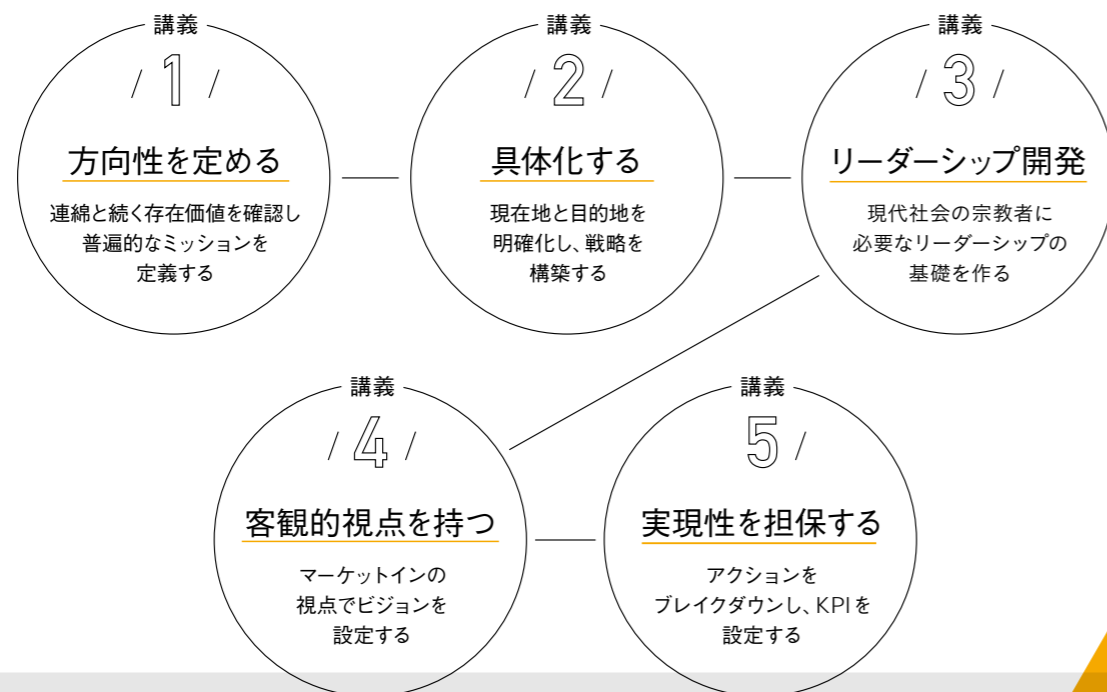 講義
/ 1 /
方向性を定める
連綿と続く存在価値を確認し
普遍的なミッションを
定義する
講義
/ 2 /
具体化する
現在地と目的地を
明確化し、戦略を
構築する
講義
/ 3 /
リーダーシップ開発
現代社会の宗教者に
必要なリーダーシップの
基礎を作る
講義
/ 4 /
客観的視点を持つ
マーケットインの
視点でビジョンを
設定する
講義
5 /
実現性を担保する
アクションを
ブレイクダウンし、KPIを
設定する